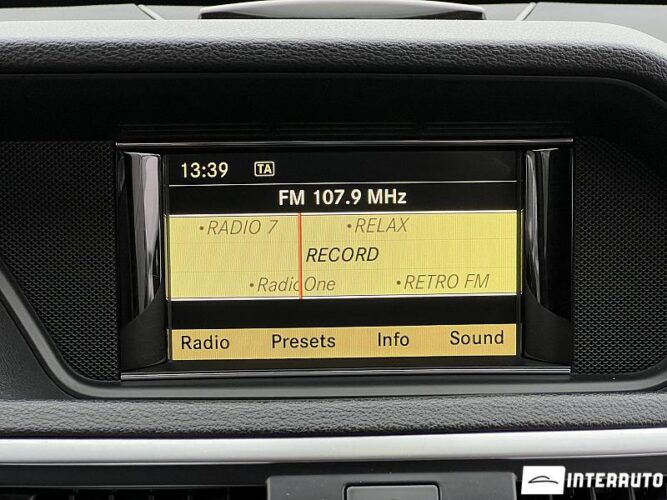 13:39 TA
FM 107.9 MHz
•RADIO 7 •RELAX
RECORD
•RadioOne •RETRO FM
Radio Presets Info Sound
INTERAUTO